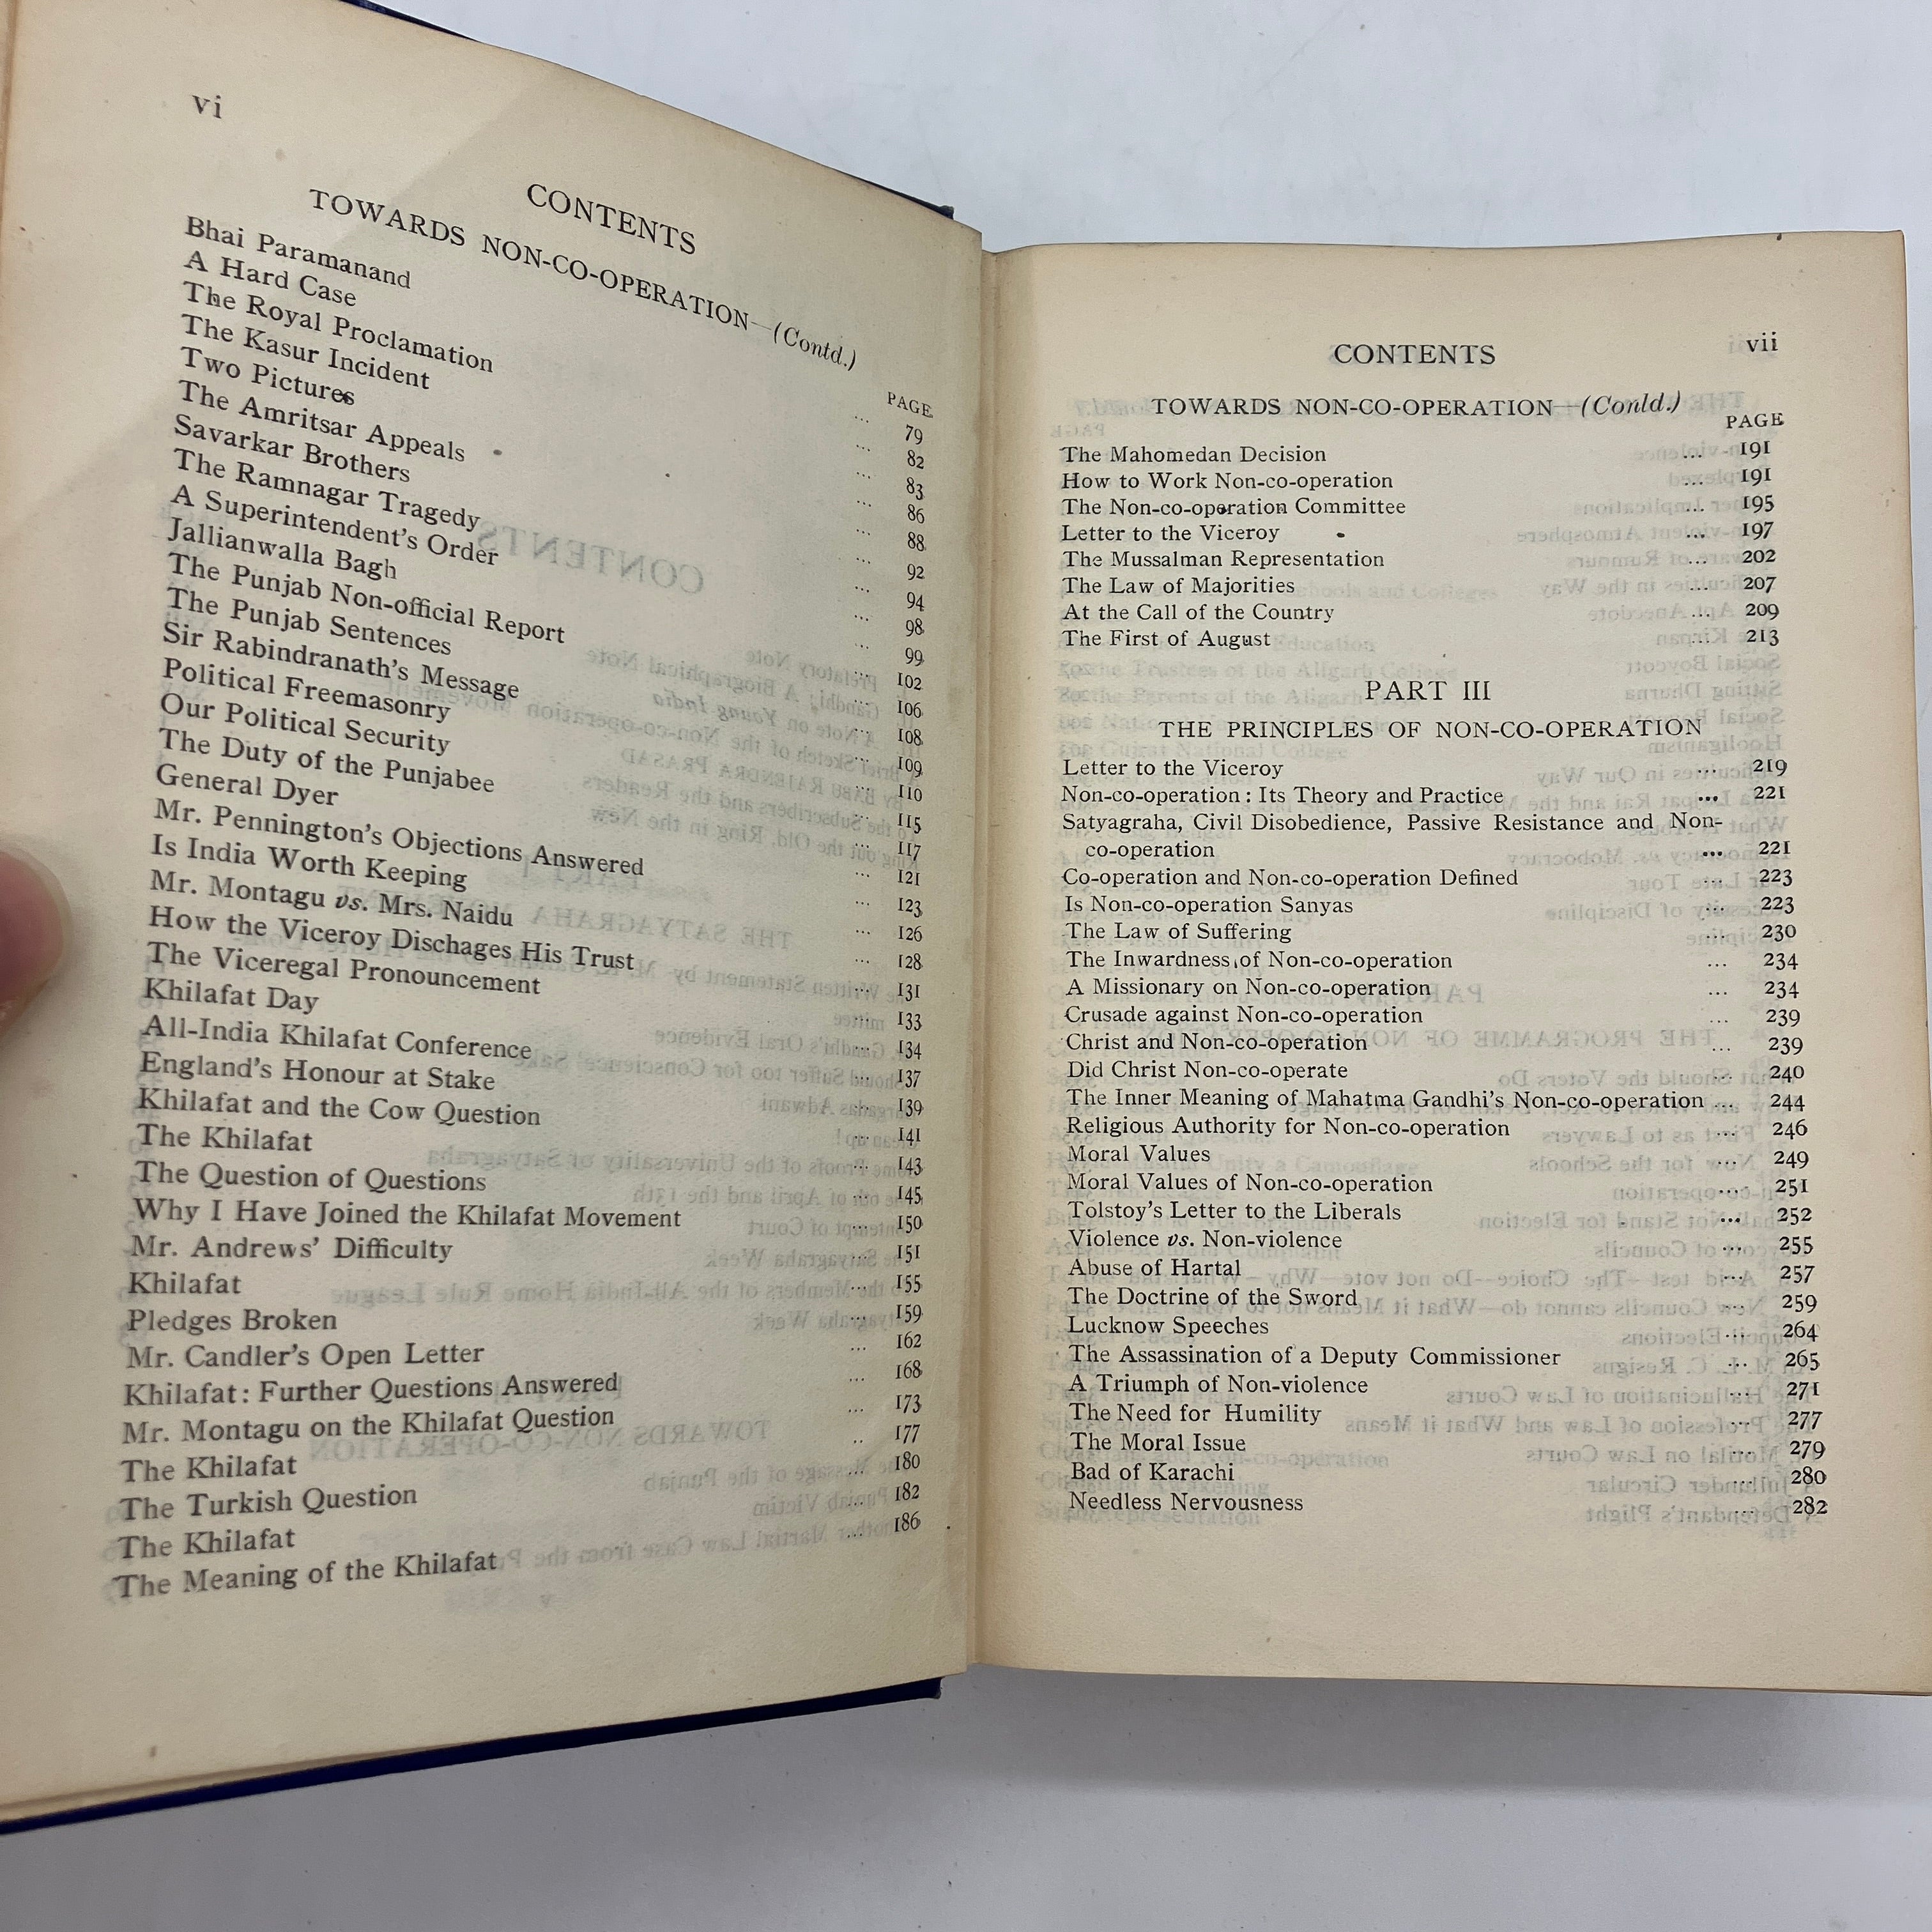 vi
CONTENTS
TOWARDS NON-CO-OPERATION—(Contd.)
PAGE
Bhai Paramanand ... 79
A Hard Case ... 82
The Royal Proclamation ... 83
The Kasur Incident ... 86
Two Pictures ... 88
The Amritsar Appeals ... 92
Savarkar Brothers ... 94
The Ramnagar Tragedy ... 98
A Superintendent's Order ... 99
Jallianwalla Bagh ... 102
The Punjab Non-official Report ... 106
The Punjab Sentences ... 108
Sir Rabindranath's Message ... 109
Political Freemasonry ... 110
Our Political Security ... 115
The Duty of the Punjabee ... 117
General Dyer ... 121
Mr. Pennington's Objections Answered ... 123
Is India Worth Keeping ... 126
Mr. Montagu vs. Mrs. Naidu ... 128
How the Viceroy Dischages His Trust ... 131
The Viceregal Pronouncement ... 133
Khilafat Day ... 134
All-India Khilafat Conference ... 137
England's Honour at Stake ... 139
Khilafat and the Cow Question ... 141
The Khilafat ... 143
The Question of Questions ... 145
Why I Have Joined the Khilafat Movement ... 150
Mr. Andrews' Difficulty ... 151
Khilafat ... 155
Pledges Broken ... 159
Mr. Candler's Open Letter ... 162
Khilafat: Further Questions Answered ... 168
Mr. Montagu on the Khilafat Question ... 173
The Khilafat .. 177
The Turkish Question ... 180
The Khilafat ... 182
The Meaning of the Khilafat ... 186
CONTENTS vii
TOWARDS NON-CO-OPERATION—(Conld.)
PAGE
The Mahomedan Decision ... 191
How to Work Non-co-operation ... 191
The Non-co-operation Committee ... 195
Letter to the Viceroy ... 197
The Mussalman Representation ... 202
The Law of Majorities ... 207
At the Call of the Country ... 209
The First of August ... 213
PART III
THE PRINCIPLES OF NON-CO-OPERATION
Letter to the Viceroy ... 219
Non-co-operation: Its Theory and Practice ... 221
Satyagraha, Civil Disobedience, Passive Resistance and Non-
co-operation ... 221
Co-operation and Non-co-operation Defined ... 223
Is Non-co-operation Sanyas ... 223
The Law of Suffering ... 230
The Inwardness of Non-co-operation ... 234
A Missionary on Non-co-operation ... 234
Crusade against Non-co-operation ... 239
Christ and Non-co-operation ... 239
Did Christ Non-co-operate ... 240
The Inner Meaning of Mahatma Gandhi's Non-co-operation ... 244
Religious Authority for Non-co-operation ... 246
Moral Values ... 249
Moral Values of Non-co-operation ... 251
Tolstoy's Letter to the Liberals ... 252
Violence vs. Non-violence ... 255
Abuse of Hartal ... 257
The Doctrine of the Sword ... 259
Lucknow Speeches ... 264
The Assassination of a Deputy Commissioner ... 265
A Triumph of Non-violence ... 271
The Need for Humility ... 277
The Moral Issue ... 279
Bad of Karachi ... 280
Needless Nervousness ... 282